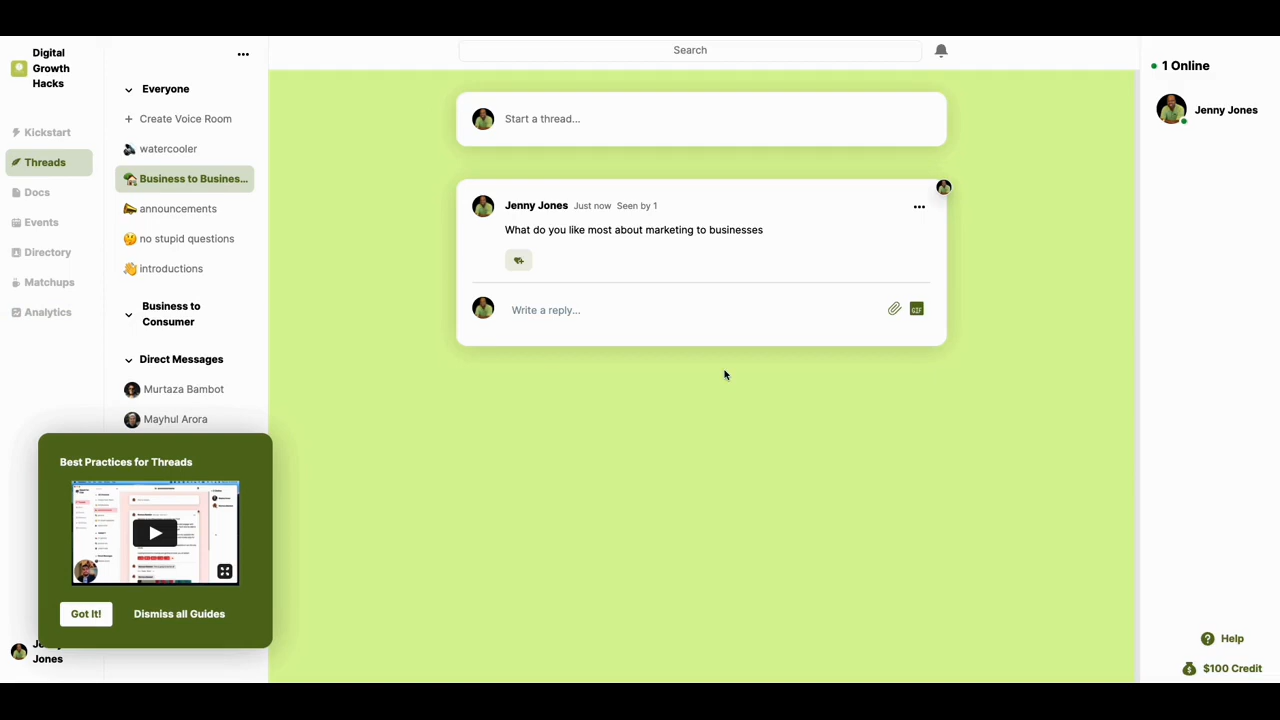 Digital
Growth
Hacks
Kickstart
Threads
Docs
Events
Directory
Matchups
Analytics
Jones
Everyone
+ Create Voice Room
watercooler
Business to Busines...
announcements
no stupid questions
introductions
Business to
Consumer
Direct Messages
Murtaza Bambot
Mayhul Arora
Best Practices for Threads
Got It!
Dismiss all Guides
Search
Start a thread...
Jenny Jones Just now Seen by 1
What do you like most about marketing to businesses
Write a reply...
GIF
1 Online
Jenny Jones
Help
$100 Credit